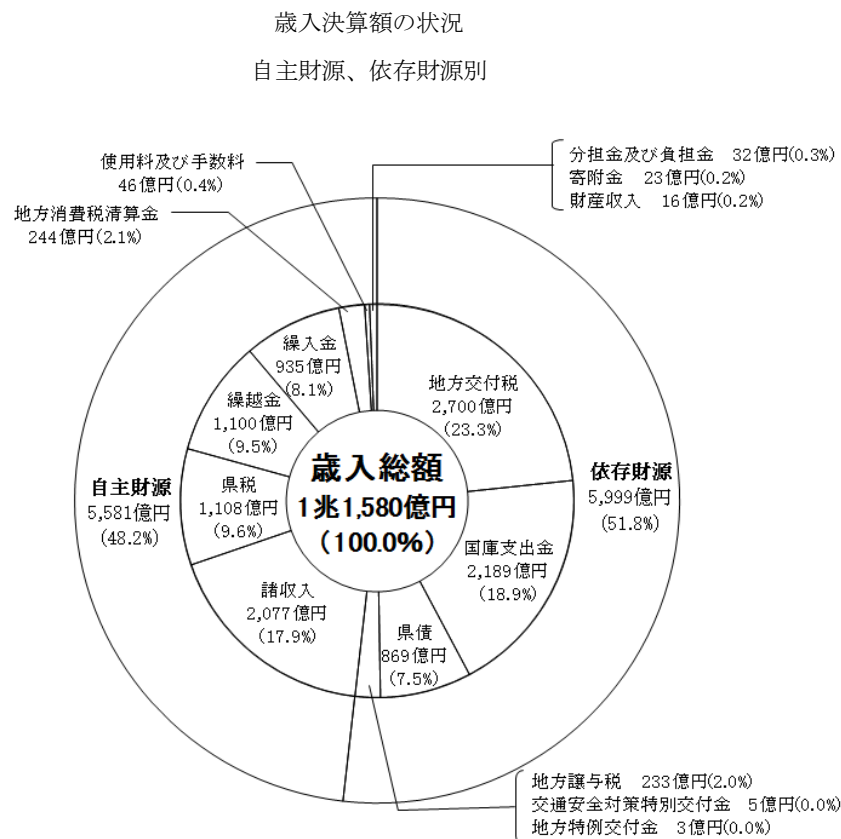 歳入決算額の状況
自主財源、依存財源別
使用料及び手数料
46億円(0.4%)
地方消費税清算金
244億円(2.1%)
分担金及び負担金 32億円(0.3%)
寄附金 23億円(0.2%)
財産収入 16億円(0.2%)
繰入金
935億円
(8.1%)
繰越金
1,100億円
(9.5%)
県税
1,108億円
(9.6%)
諸収入
2,077億円
(17.9%)
自主財源
5,581億円
(48.2%)
歳入総額
1兆1,580億円
(100.0%)
地方交付税
2,700億円
(23.3%)
国庫支出金
2,189億円
(18.9%)
県債
869億円
(7.5%)
依存財源
5,999億円
(51.8%)
地方譲与税 233億円(2.0%)
交通安全対策特別交付金 5億円(0.0%)
地方特例交付金 3億円(0.0%)